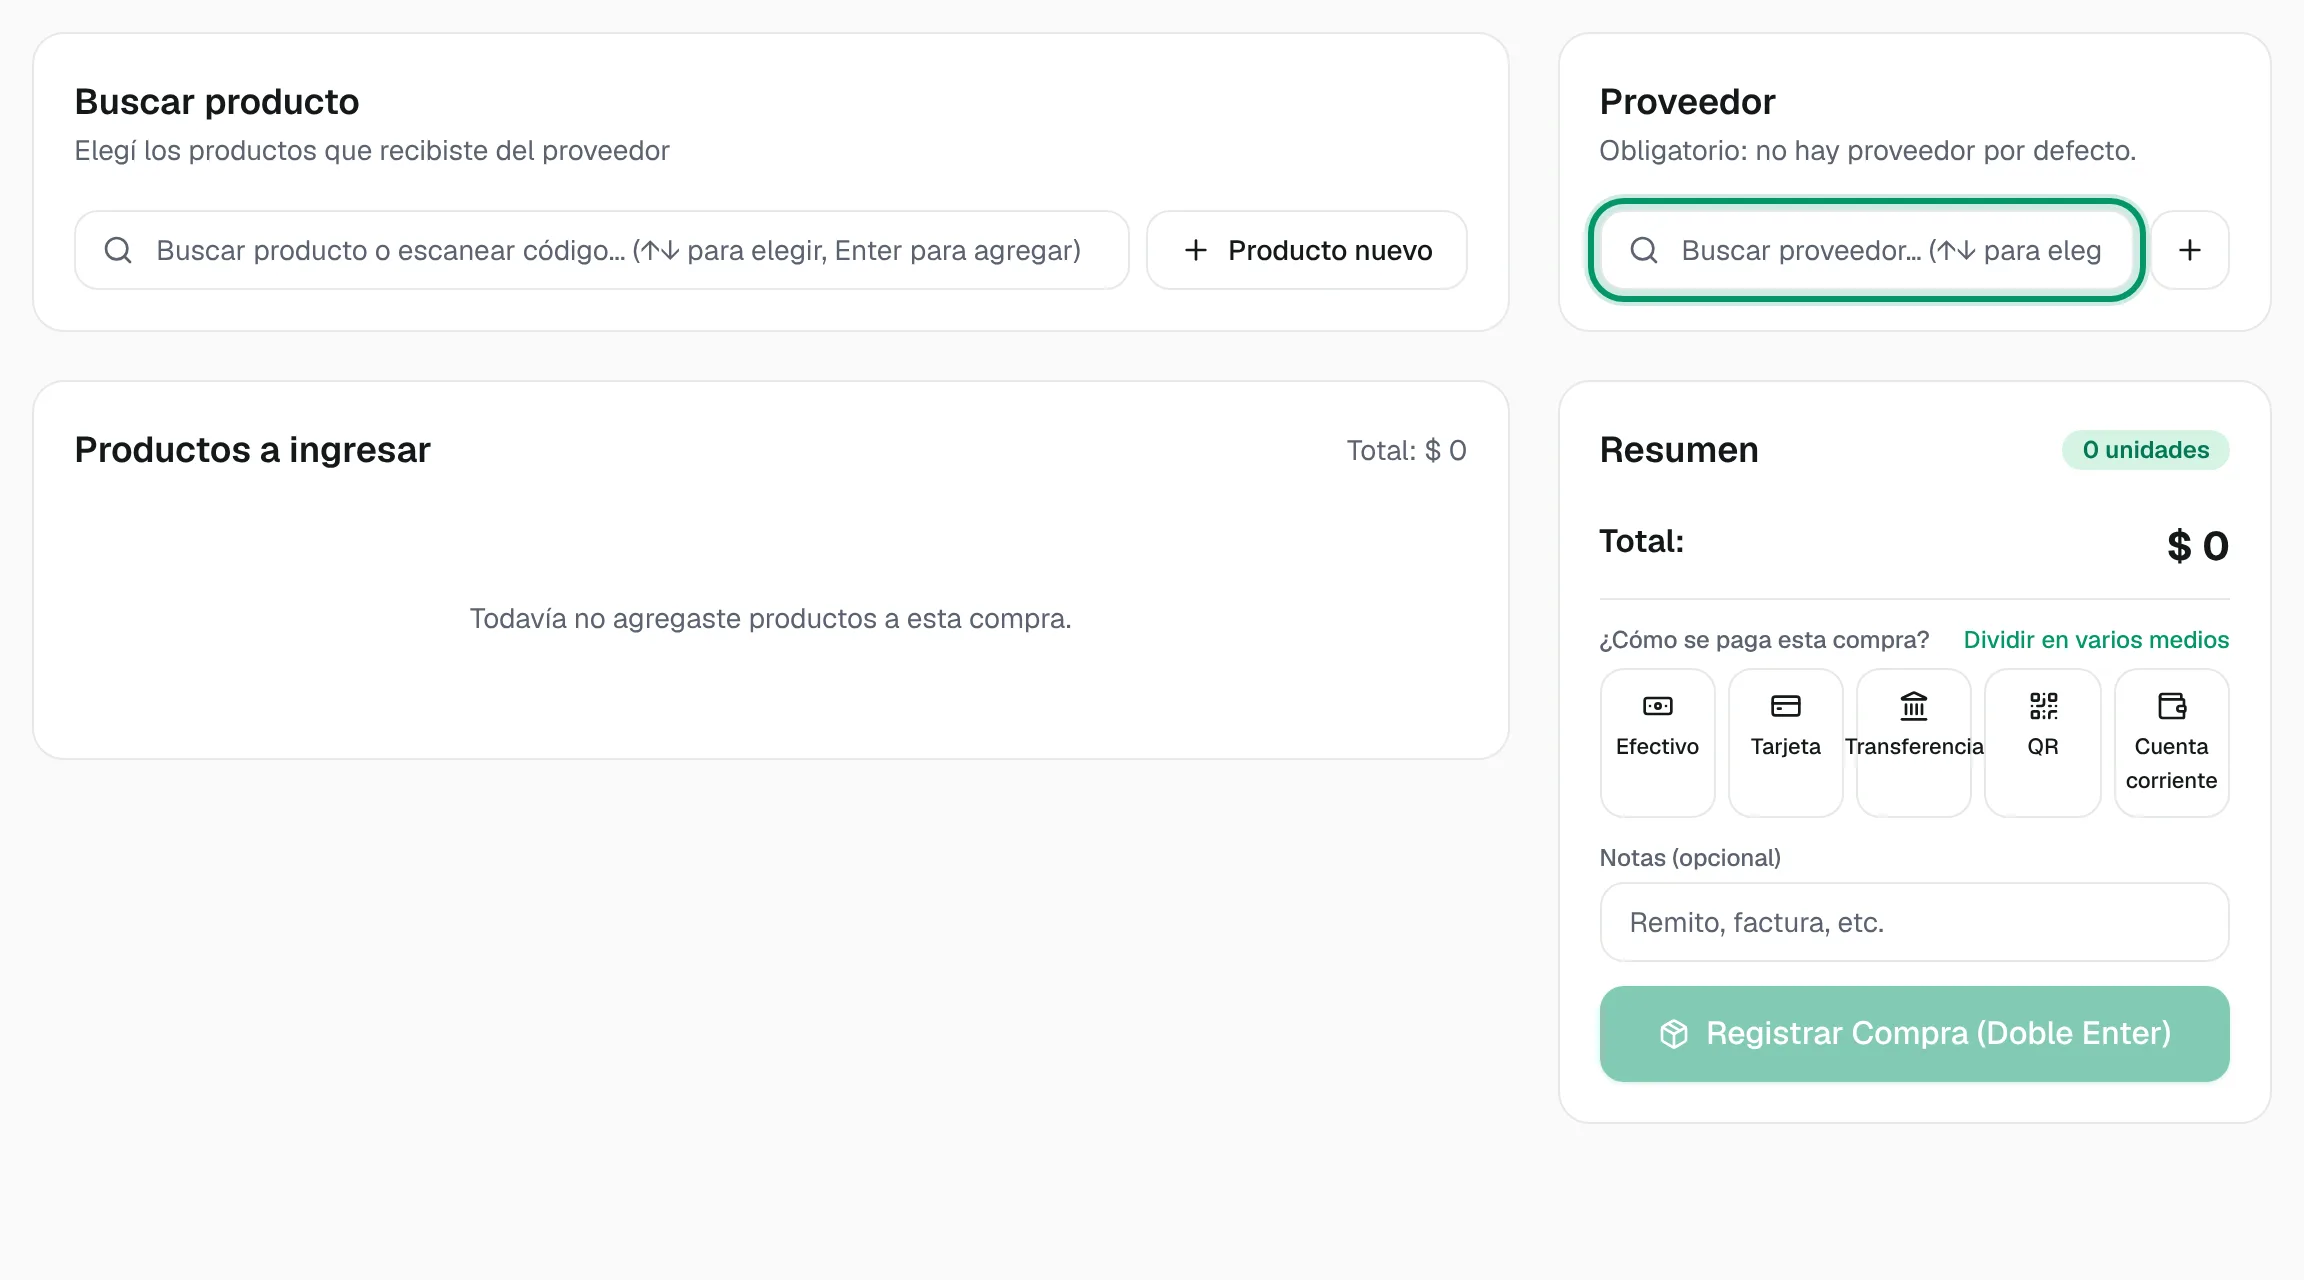 Buscar producto
Elegí los productos que recibiste del proveedor
Buscar producto o escanear código... (↑↓ para elegir, Enter para agregar)
+ Producto nuevo
Proveedor
Obligatorio: no hay proveedor por defecto.
Buscar proveedor... (↑↓ para eleg
+
Productos a ingresar
Total: $ 0
Todavía no agregaste productos a esta compra.
Resumen
0 unidades
Total:
$ 0
¿Cómo se paga esta compra?
Dividir en varios medios
Efectivo
Tarjeta
Transferencia
QR
Cuenta
corriente
Notas (opcional)
Remito, factura, etc.
Registrar Compra (Doble Enter)